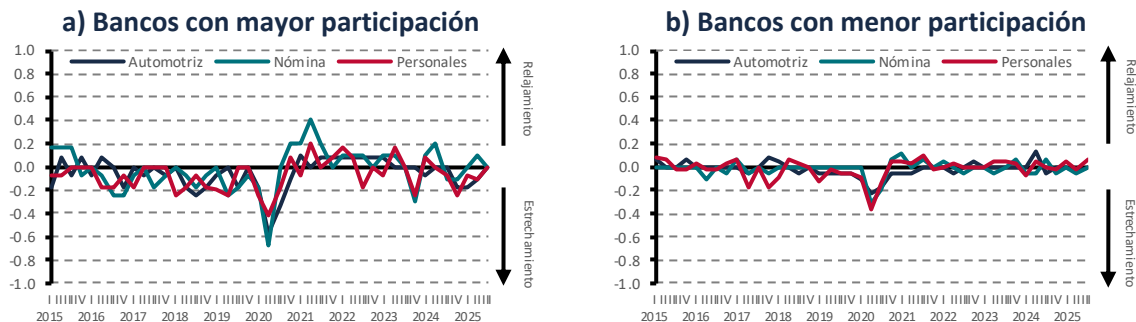 a) Bancos con mayor participación
1.0
0.8
0.6
0.4
0.2
0.0
-0.2
-0.4
-0.6
-0.8
-1.0
Automotriz Nómina Personales
Relajamiento
Estrechamiento
2015 2016 2017 2018 2019 2020 2021 2022 2023 2024 2025
b) Bancos con menor participación
1.0
0.8
0.6
0.4
0.2
0.0
-0.2
-0.4
-0.6
-0.8
-1.0
Automotriz Nómina Personales
Relajamiento
Estrechamiento
2015 2016 2017 2018 2019 2020 2021 2022 2023 2024 2025